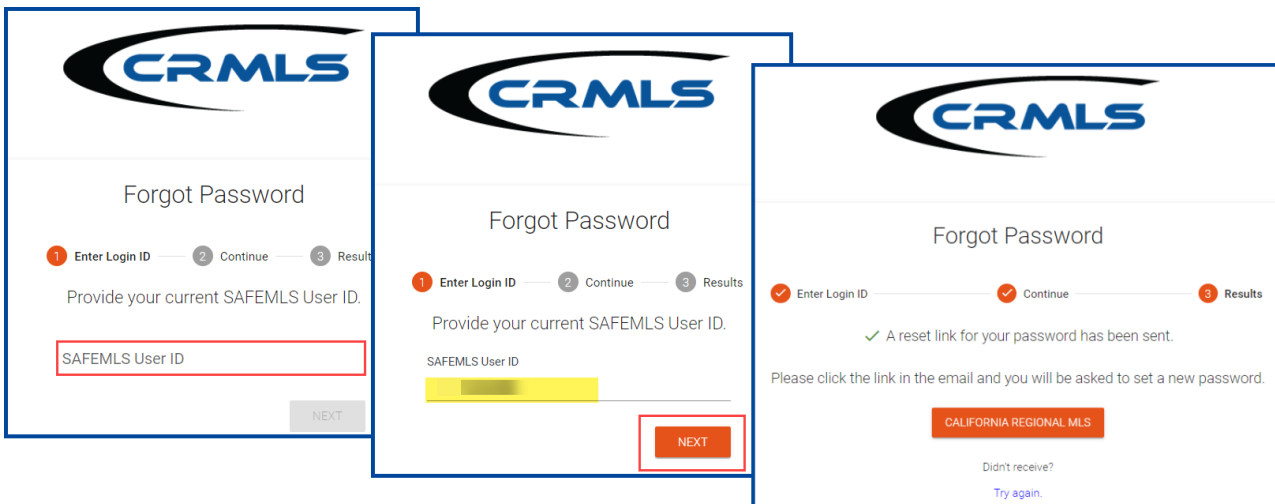 CRMLS
Forgot Password
1 Enter Login ID 2 Continue 3 Result
Provide your current SAFEMLS User ID.
SAFEMLS User ID
NEXT
CRMLS
Forgot Password
1 Enter Login ID 2 Continue 3 Results
Provide your current SAFEMLS User ID.
SAFEMLS User ID
NEXT
CRMLS
Forgot Password
Enter Login ID Continue 3 Results
A reset link for your password has been sent.
Please click the link in the email and you will be asked to set a new password.
CALIFORNIA REGIONAL MLS
Didn't receive?
Try again.